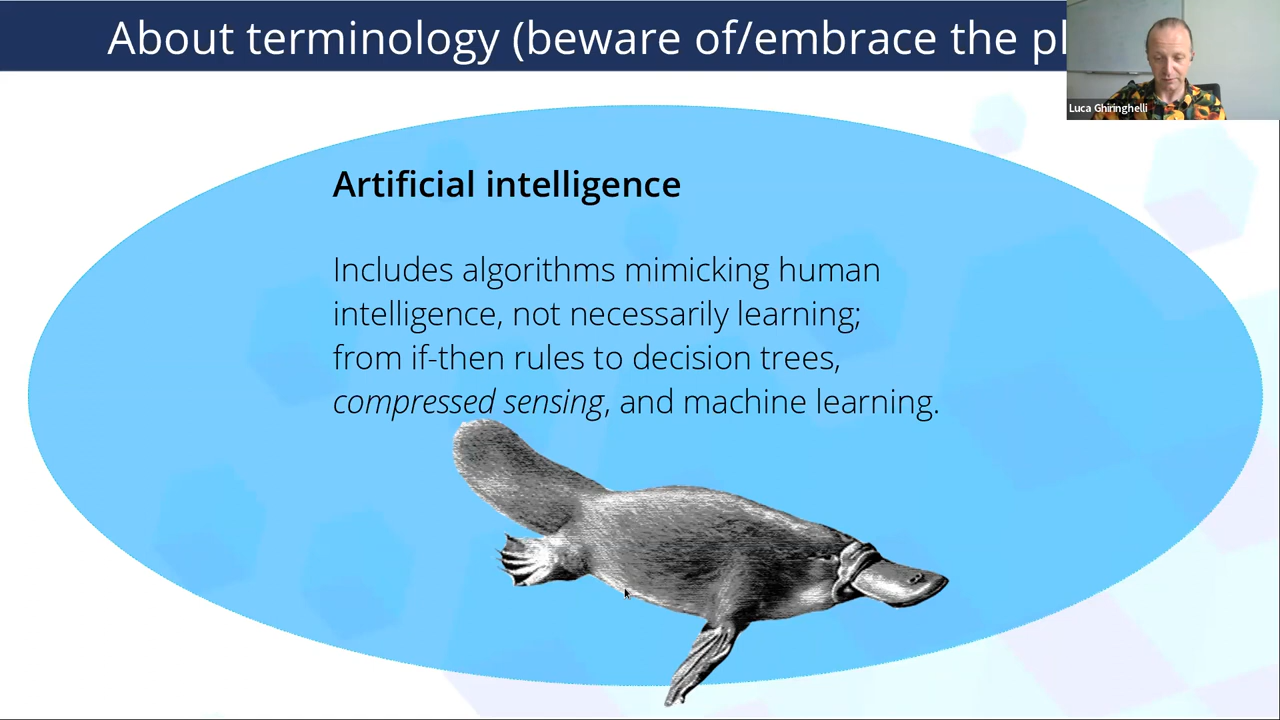 About terminology (beware of/embrace the pl
Luca Ghiringhelli
Artificial intelligence
Includes algorithms mimicking human
intelligence, not necessarily learning;
from if-then rules to decision trees,
compressed sensing, and machine learning.